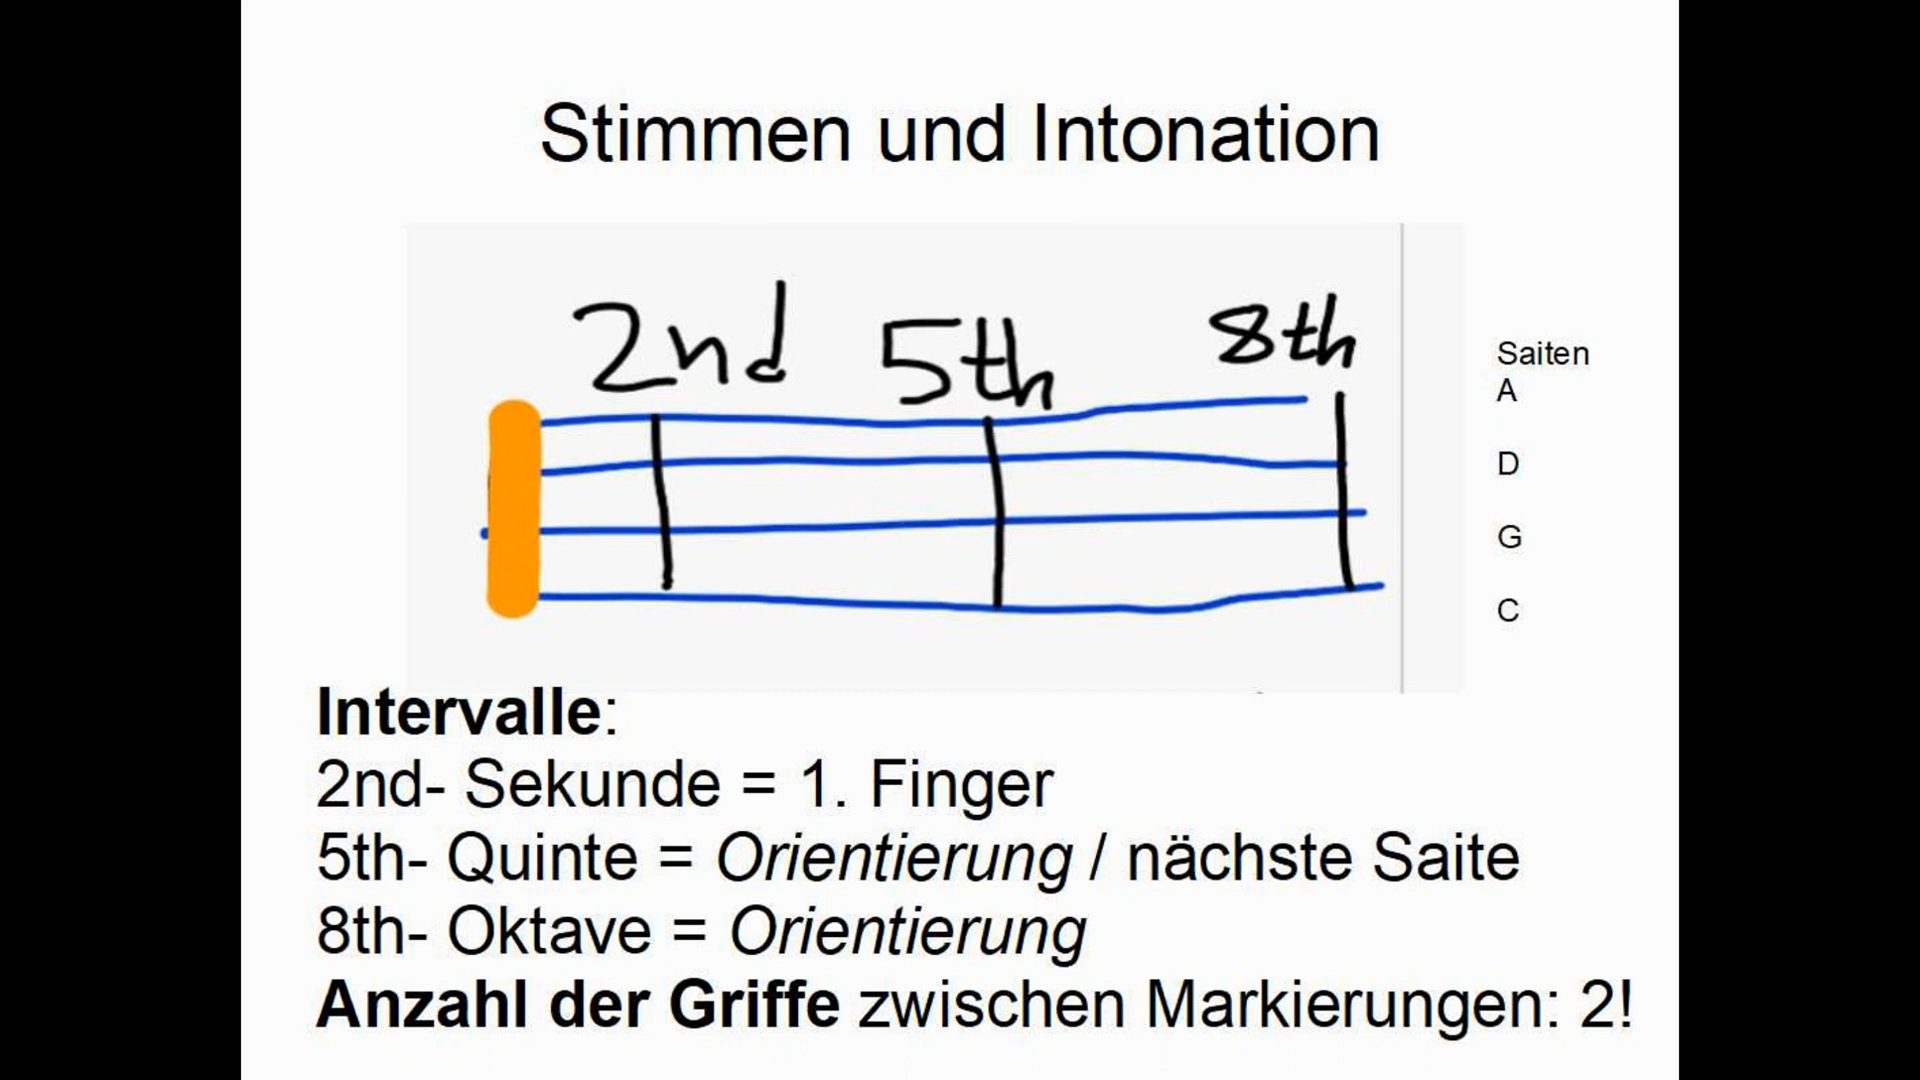 Stimmen und Intonation
2nd 5th 8th
Saiten
A
D
G
C
Intervalle:
2nd- Sekunde = 1. Finger
5th- Quinte = Orientierung / nächste Saite
8th- Oktave = Orientierung
Anzahl der Griffe zwischen Markierungen: 2!